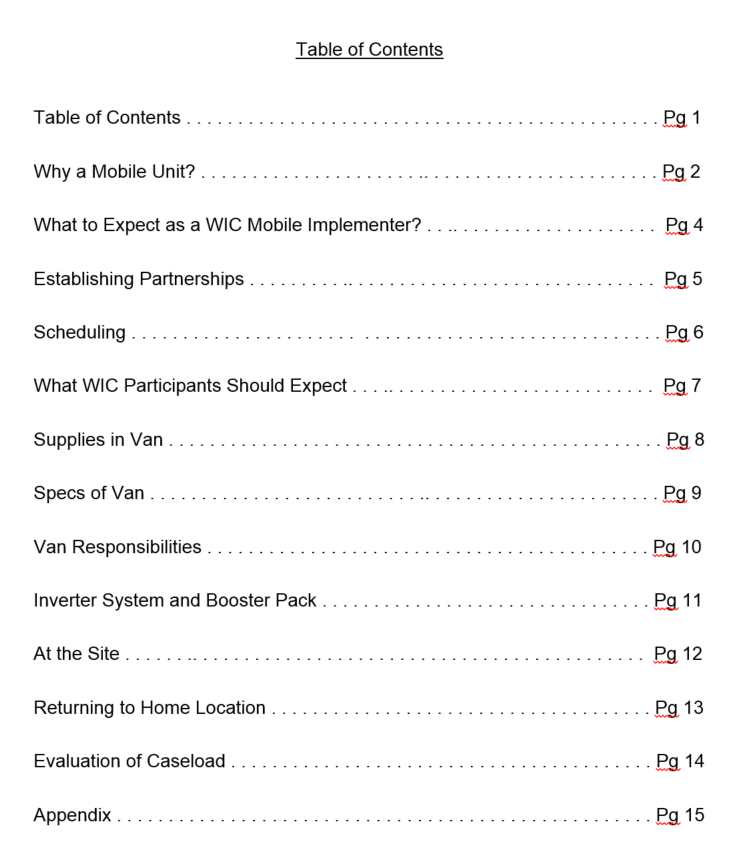 Table of Contents
Table of Contents . . . . . . . . . . . . . . . . . . . . . . . . . . . . . . . . . . . . . . . . . . . . . . Pg 1
Why a Mobile Unit? . . . . . . . . . . . . . . . . . . . . . .. . . . . . . . . . . . . . . . . . . . . . . Pg 2
What to Expect as a WIC Mobile Implementer? . . .. . . . . . . . . . . . . . . . . . . . Pg 4
Establishing Partnerships . . . . . . . . . .. . . . . . . . . . . . . . . . . . . . . . . . . . . . . . Pg 5
Scheduling . . . . . . . . . . . . . . . . . . . . . . . . . . . . . . . . . . . . . . . . . . . . . . . . . . . Pg 6
What WIC Participants Should Expect . . . .. . . . . . . . . . . . . . . . . . . . . . . . . . Pg 7
Supplies in Van . . . . . . . . . . . . . . . . . . . . . . . . . . . . . . . . . . . . . . . . . . . . . . . . Pg 8
Specs of Van . . . . . . . . . . . . . . . . . . . . . . . . . . .. . . . . . . . . . . . . . . . . . . . . . . Pg 9
Van Responsibilities . . . . . . . . . . . . . . . . . . . . . . . . . . . . . . . . . . . . . . . . . . . Pg 10
Inverter System and Booster Pack . . . . . . . . . . . . . . . . . . . . . . . . . . . . . . . . Pg 11
At the Site . . . . . . .. . . . . . . . . . . . . . . . . . . . . . . . . . . . . . . . . . . . . . . . . . . . Pg 12
Returning to Home Location . . . . . . . . . . . . . . . . . . . . . . . . . . . . . . . . . . . . . Pg 13
Evaluation of Caseload . . . . . . . . . . . . . . . . . . . . . . . . . . . . . . . . . . . . . . . . . Pg 14
Appendix . . . . . . . . . . . . . . . . . . . . . . . . . . . . . . . . . . . . . . . . . . . . . . . . . . . . Pg 15